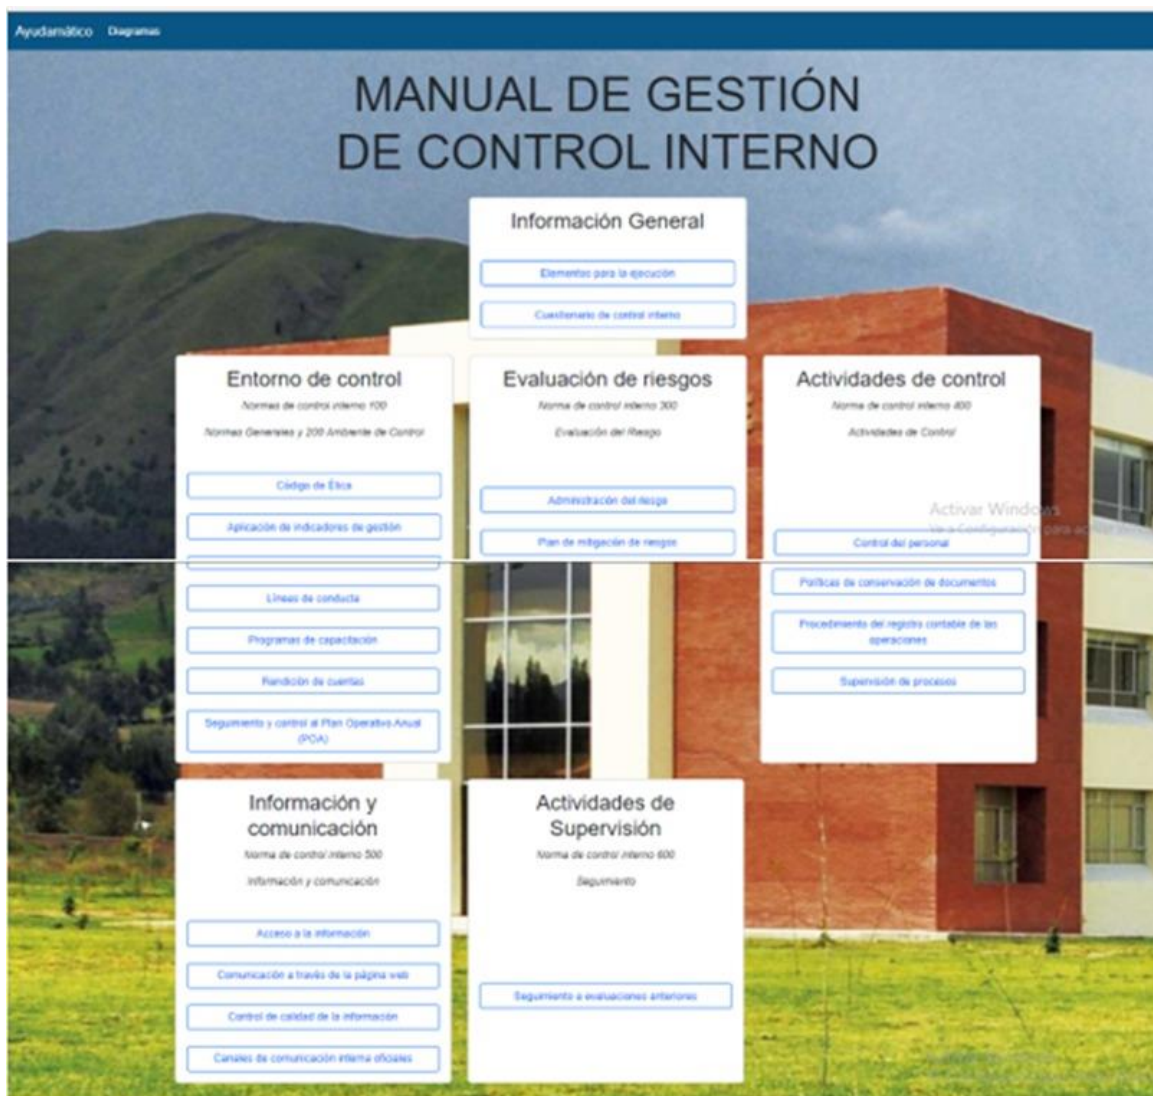 Ayudamático Diagramas
MANUAL DE GESTIÓN
DE CONTROL INTERNO
Información General
Elementos para la ejecución
Cuestionario de control interno
Entorno de control
Normas de control interno 100
Normas Generales y 200 Ambiente de Control
Código de Ética
Aplicación de indicadores de gestión
Líneas de conducta
Programas de capacitación
Rendición de cuentas
Seguimiento y control al Plan Operativo Anual
(POA)
Evaluación de riesgos
Norma de control interno 300
Evaluación del Riesgo
Administración del riesgo
Plan de mitigación de riesgos
Actividades de control
Norma de control interno 400
Actividades de Control
Activar Windows
Ve a Configuración para
Control del personal
Políticas de conservación de documentos
Procedimiento del registro contable de las
operaciones
Supervisión de procesos
Información y
comunicación
Norma de control interno 500
Información y comunicación
Acceso a la información
Comunicación a través de la página web
Control de calidad de la información
Canales de comunicación interna oficiales
Actividades de
Supervisión
Norma de control interno 600
Seguimiento
Seguimiento a evaluaciones anteriores